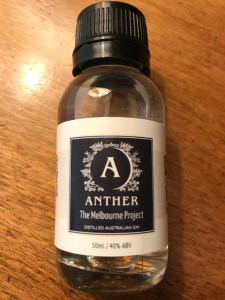 A
ANTHER
The Melbourne Project
DISTILLED AUSTRALIAN GIN
50ml / 40% ABV